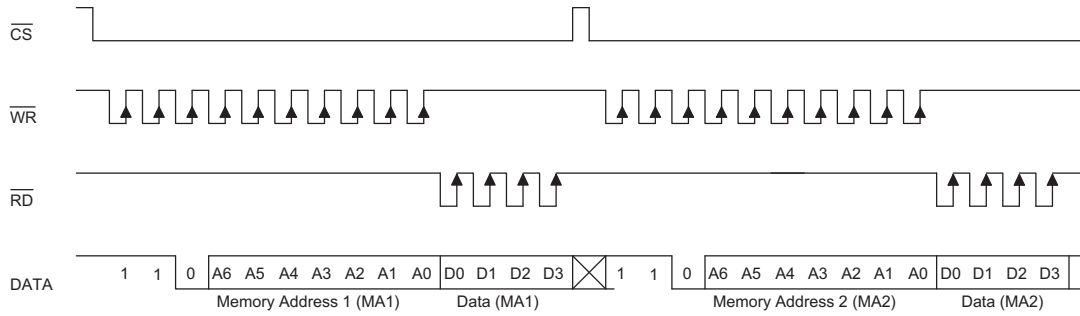 CS
WR
RD
DATA 1 1 0 A6 A5 A4 A3 A2 A1 A0 D0 D1 D2 D3 1 1 0 A6 A5 A4 A3 A2 A1 A0 D0 D1 D2 D3
Memory Address 1 (MA1) Data (MA1) Memory Address 2 (MA2) Data (MA2)